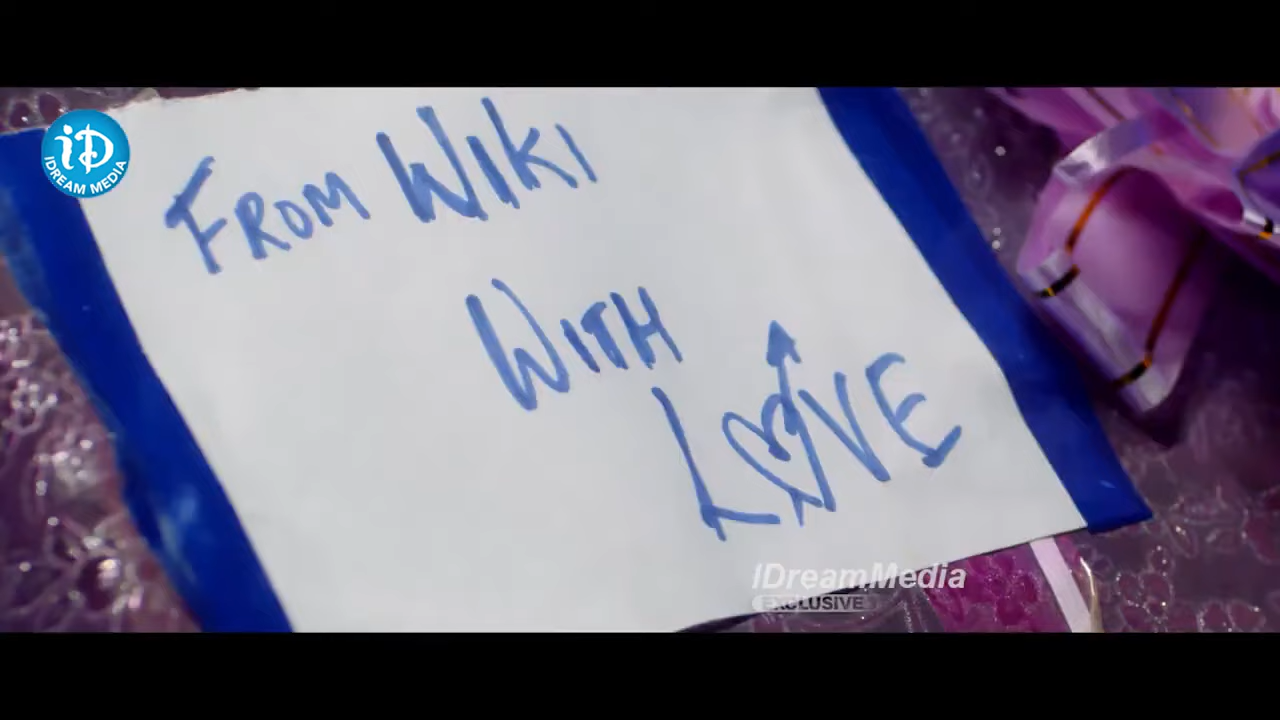 iD
IDREAM MEDIA
FROM WIKI
WITH
LOVE
IDreamMedia
EXCLUSIVE